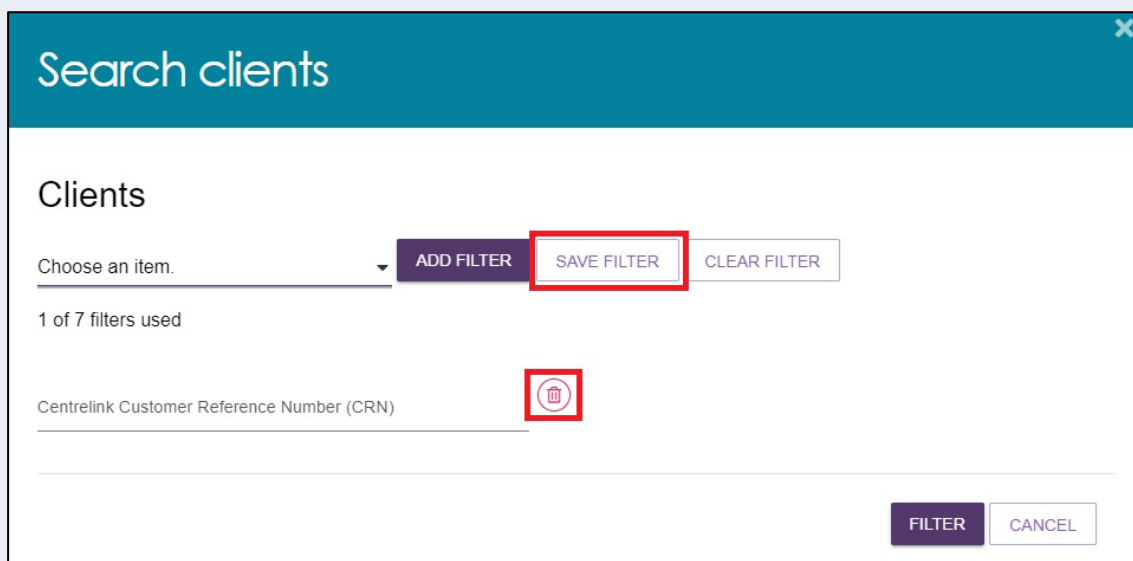 Search clients
Clients
Choose an item.
ADD FILTER
SAVE FILTER
CLEAR FILTER
1 of 7 filters used
Centrelink Customer Reference Number (CRN)
FILTER
CANCEL